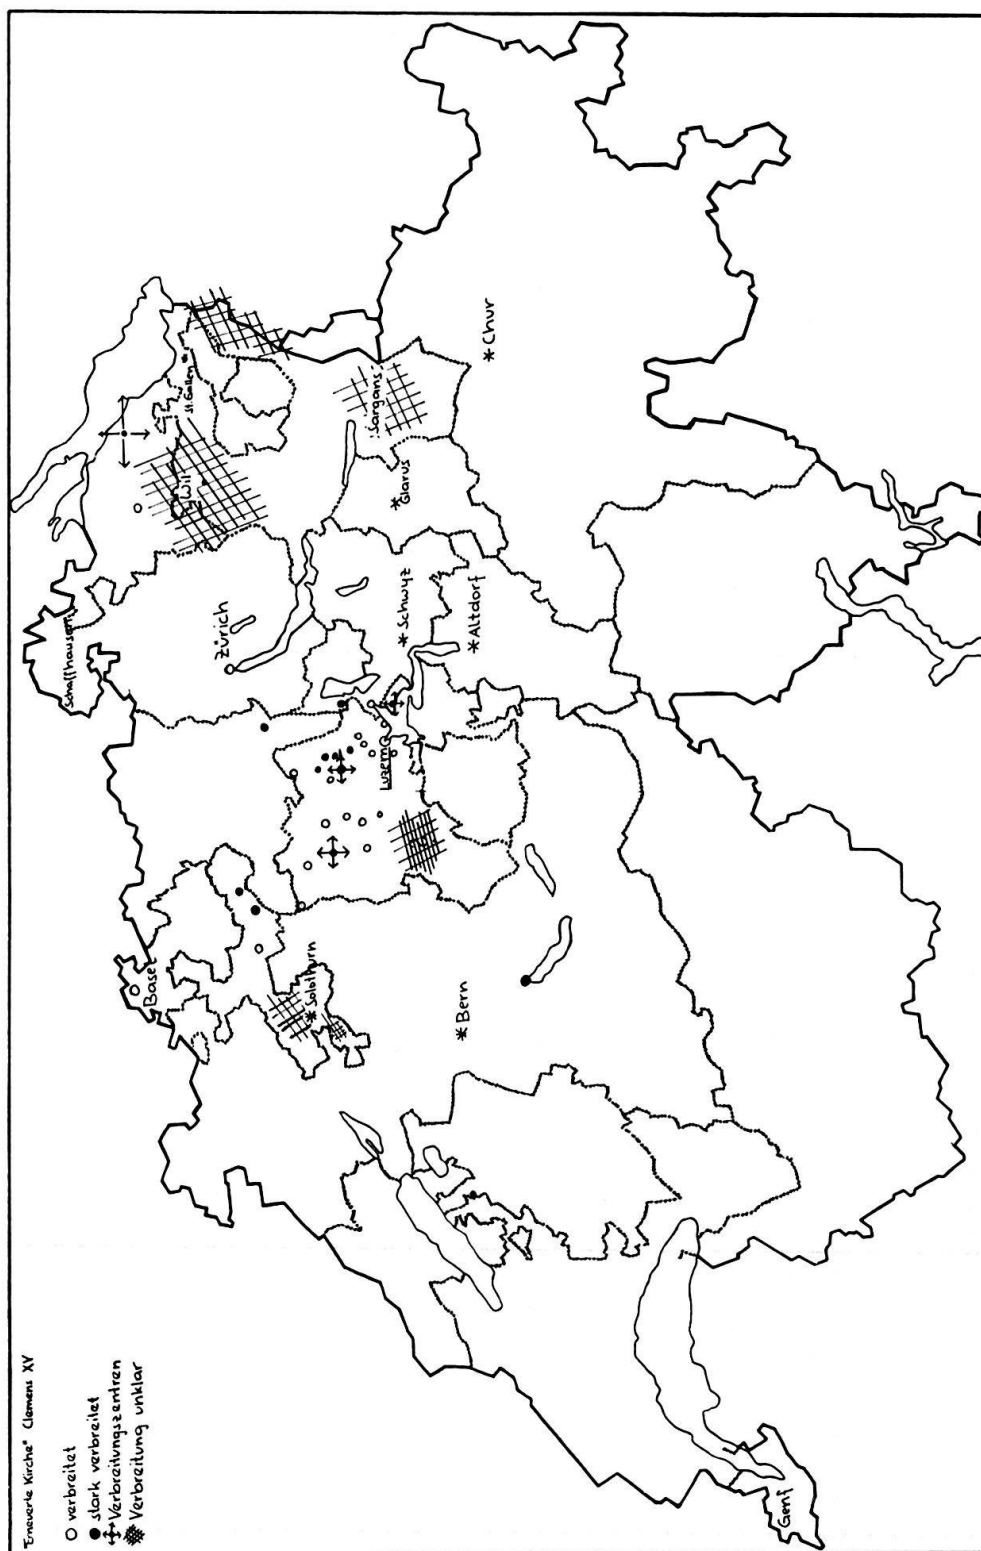 "Erneuerte Kirche" Clemens XV
verbreitet
stark verbreitet
Verbreitungszentren
Verbreitung unklar
Schaffhausen
Basel
Zürich
Wil
St. Gallen
Solothurn
Luzern
Schwyz
Glarus
Sargans
Bern
Altdorf
Chur
Genf